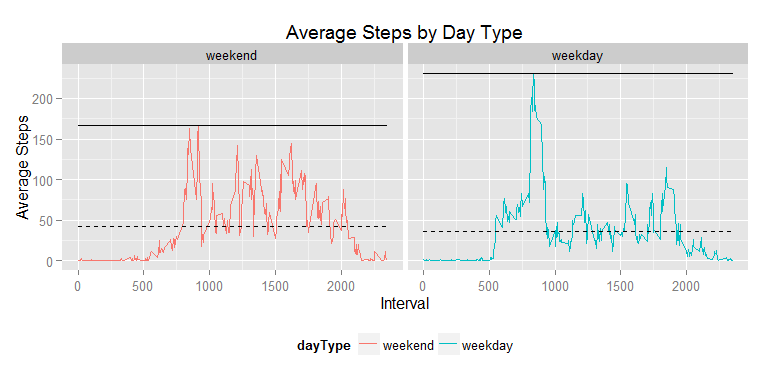 Average Steps by Day Type
weekend weekday
Average Steps
200
150
100
50
0
0 500 1000 1500 2000 0 500 1000 1500 2000
Interval
dayType weekend weekday